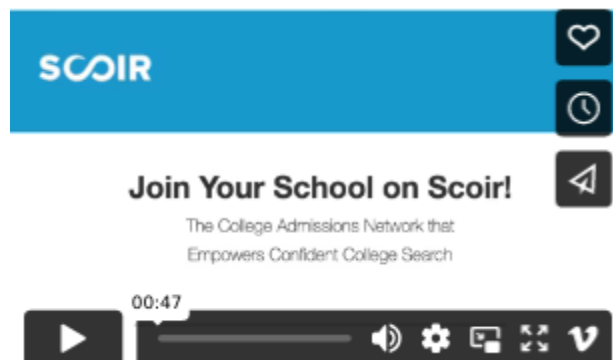 SCOIR
Join Your School on Scoir!
The College Admissions Network that
Empowers Confident College Search
00:47